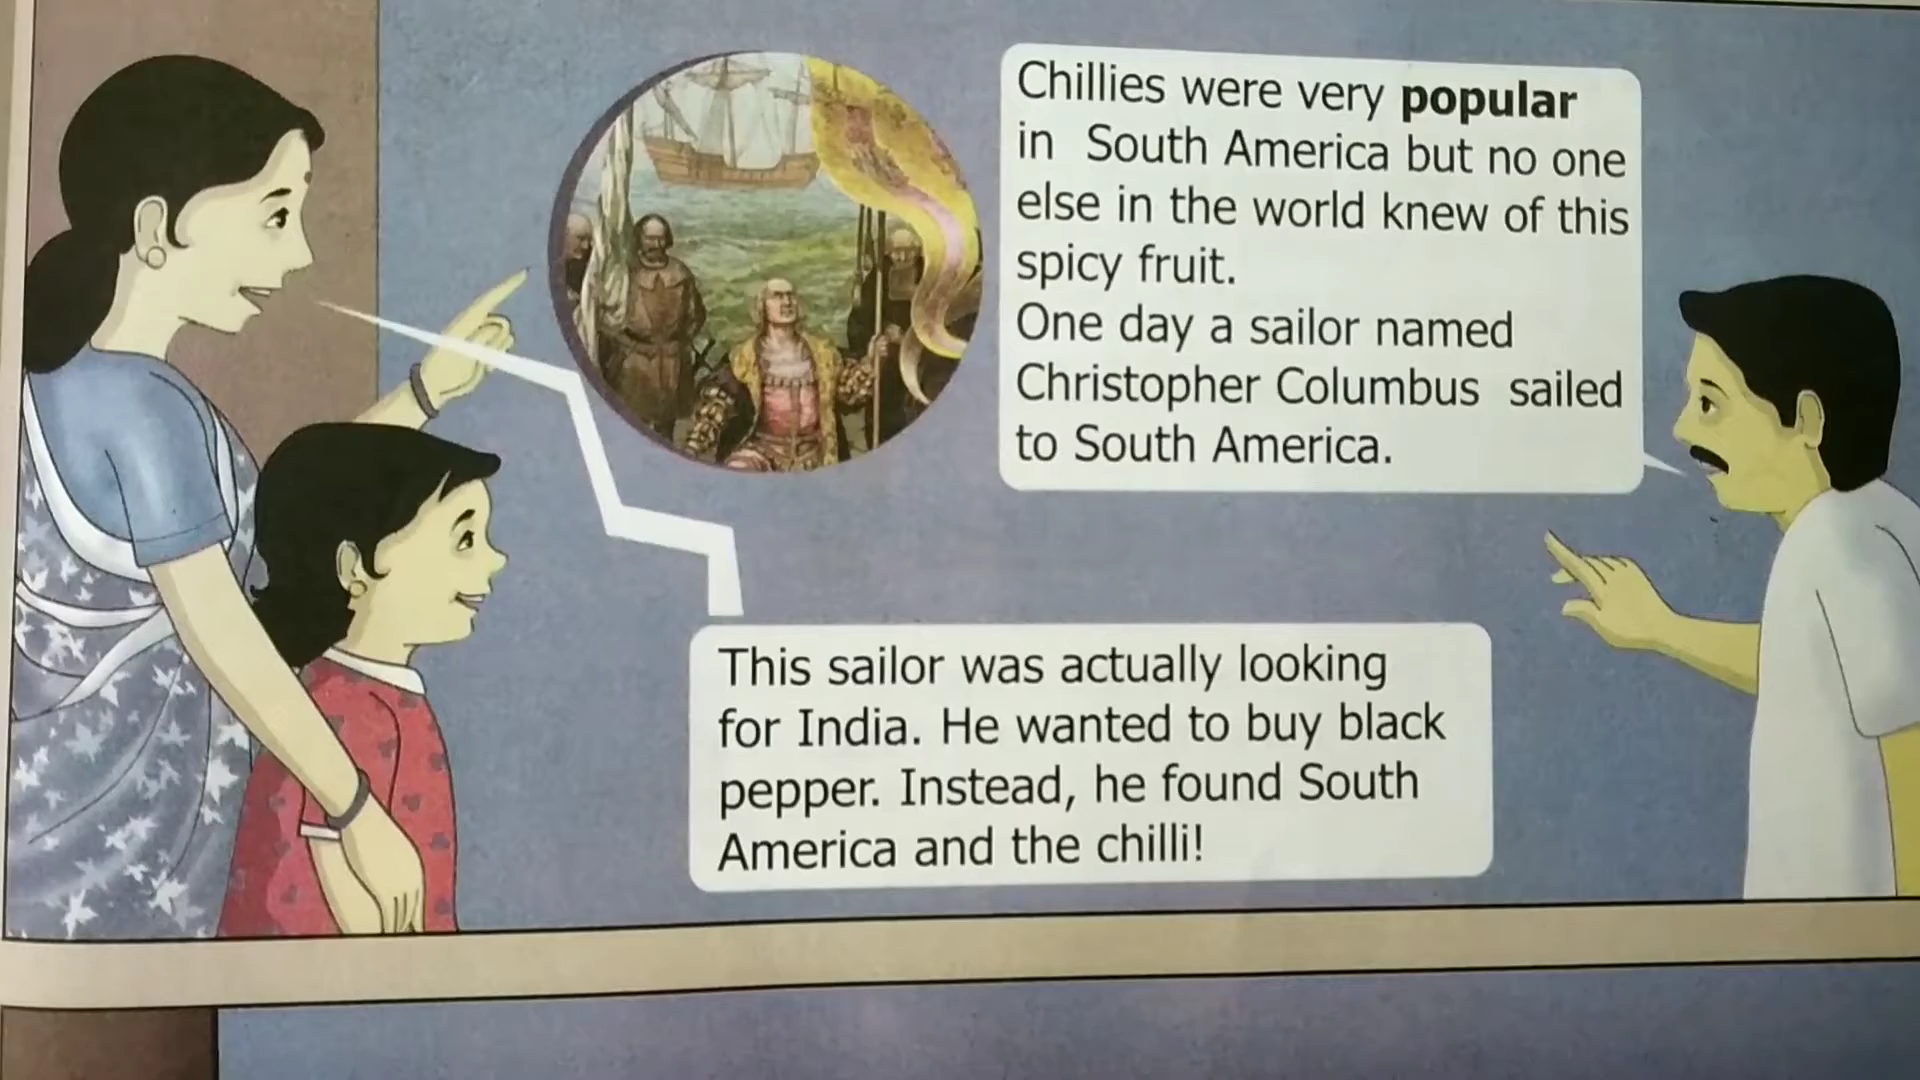 Chillies were very popular
in South America but no one
else in the world knew of this
spicy fruit.
One day a sailor named
Christopher Columbus sailed
to South America.
This sailor was actually looking
for India. He wanted to buy black
pepper. Instead, he found South
America and the chilli!